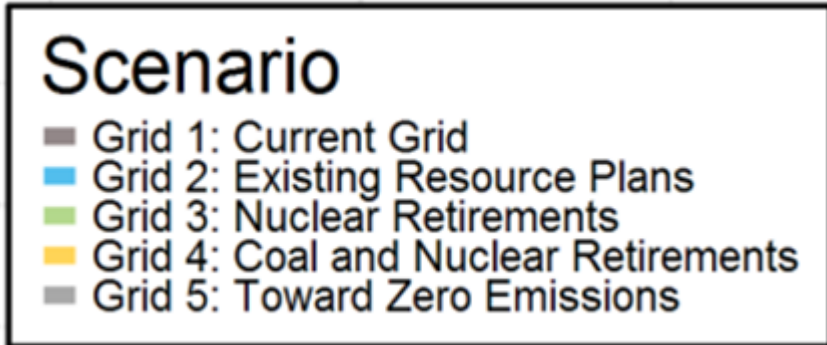 Scenario
Grid 1: Current Grid
Grid 2: Existing Resource Plans
Grid 3: Nuclear Retirements
Grid 4: Coal and Nuclear Retirements
Grid 5: Toward Zero Emissions